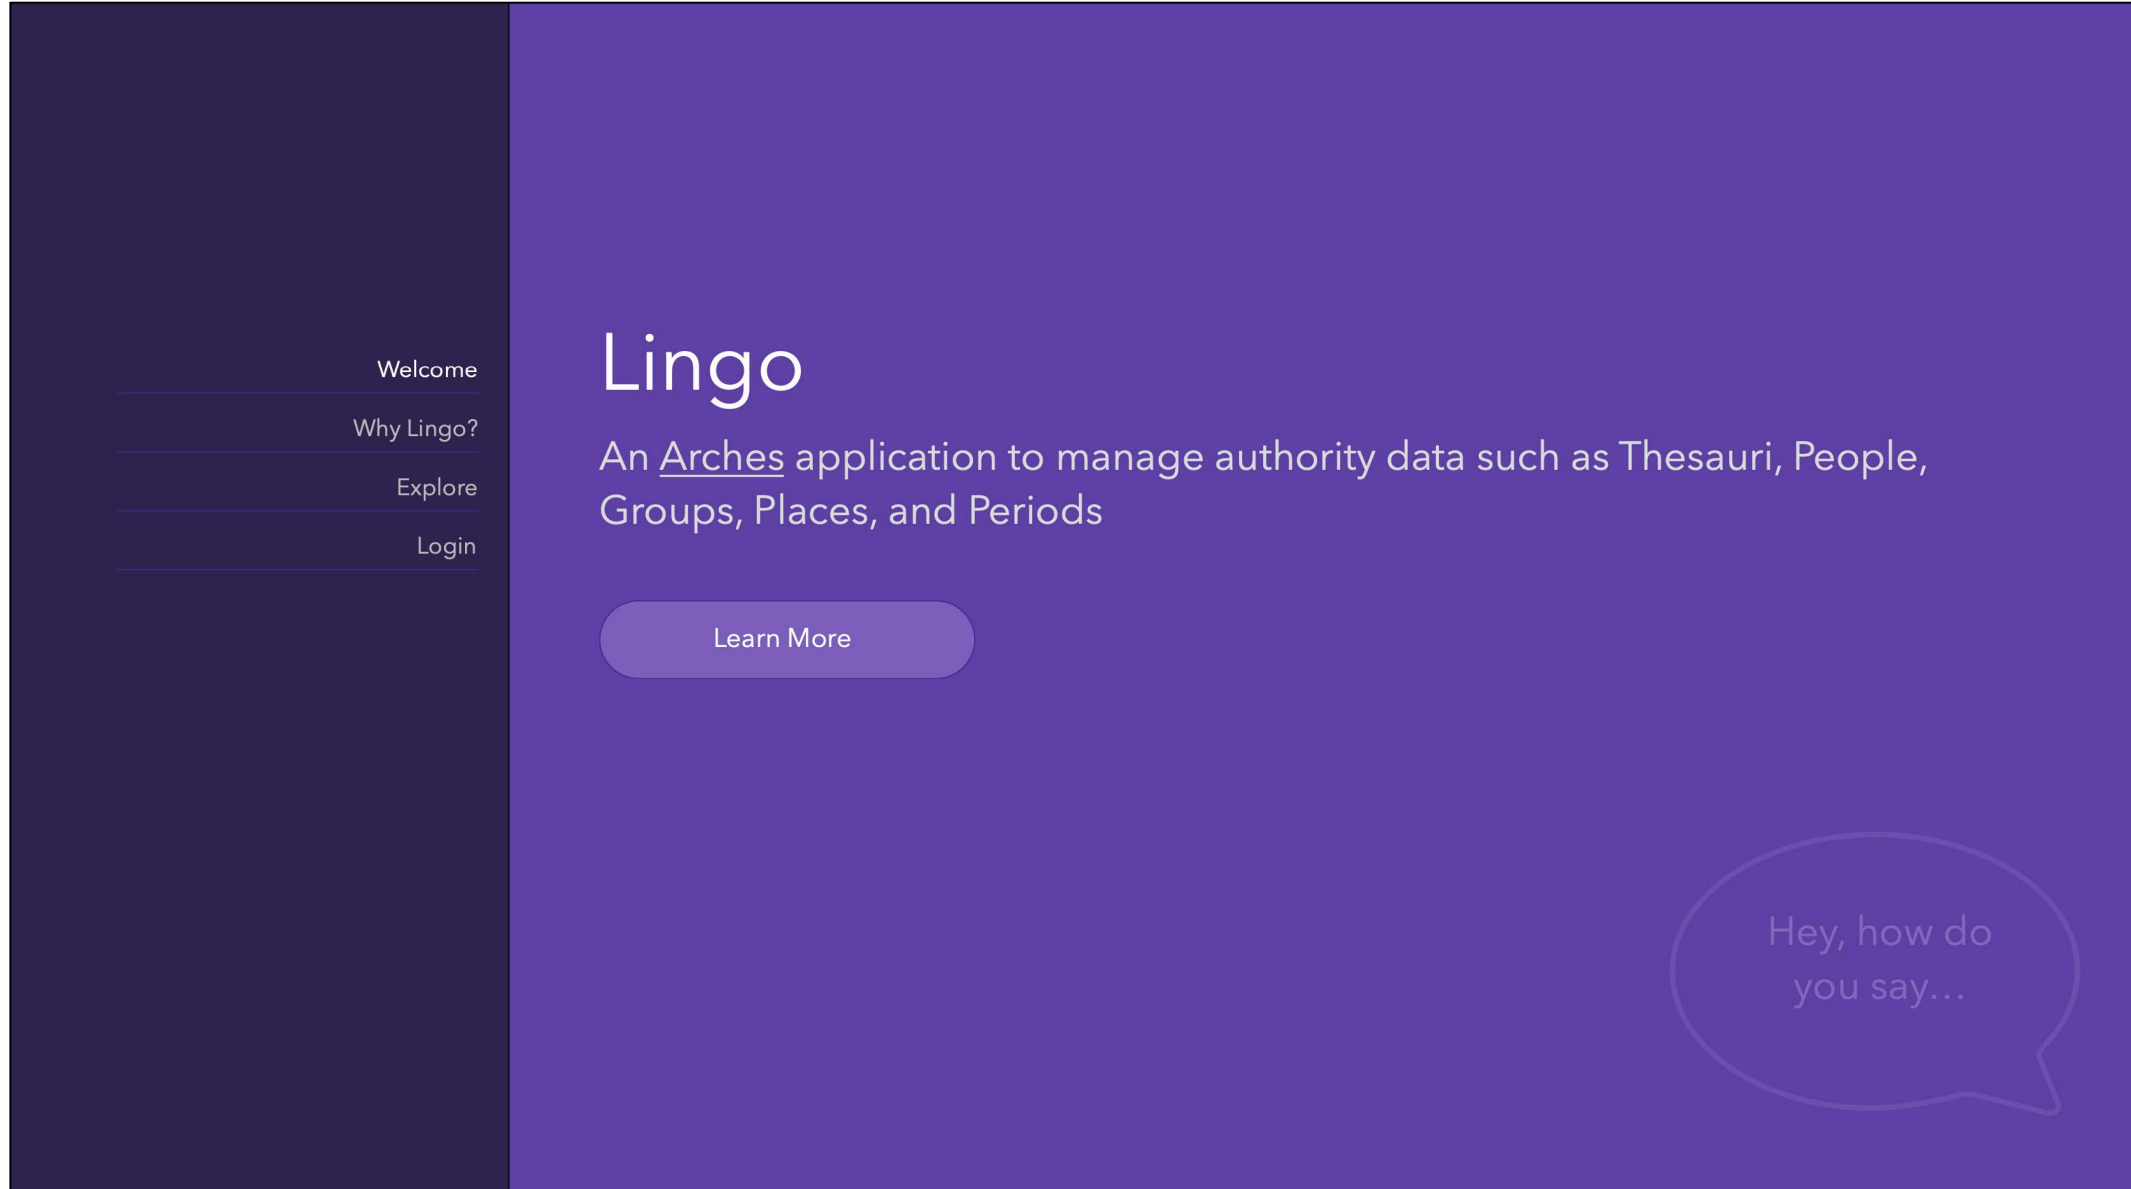 Welcome
Why Lingo?
Explore
Login
Lingo
An Arches application to manage authority data such as Thesauri, People,
Groups, Places, and Periods
Learn More
Hey, how do
you say...